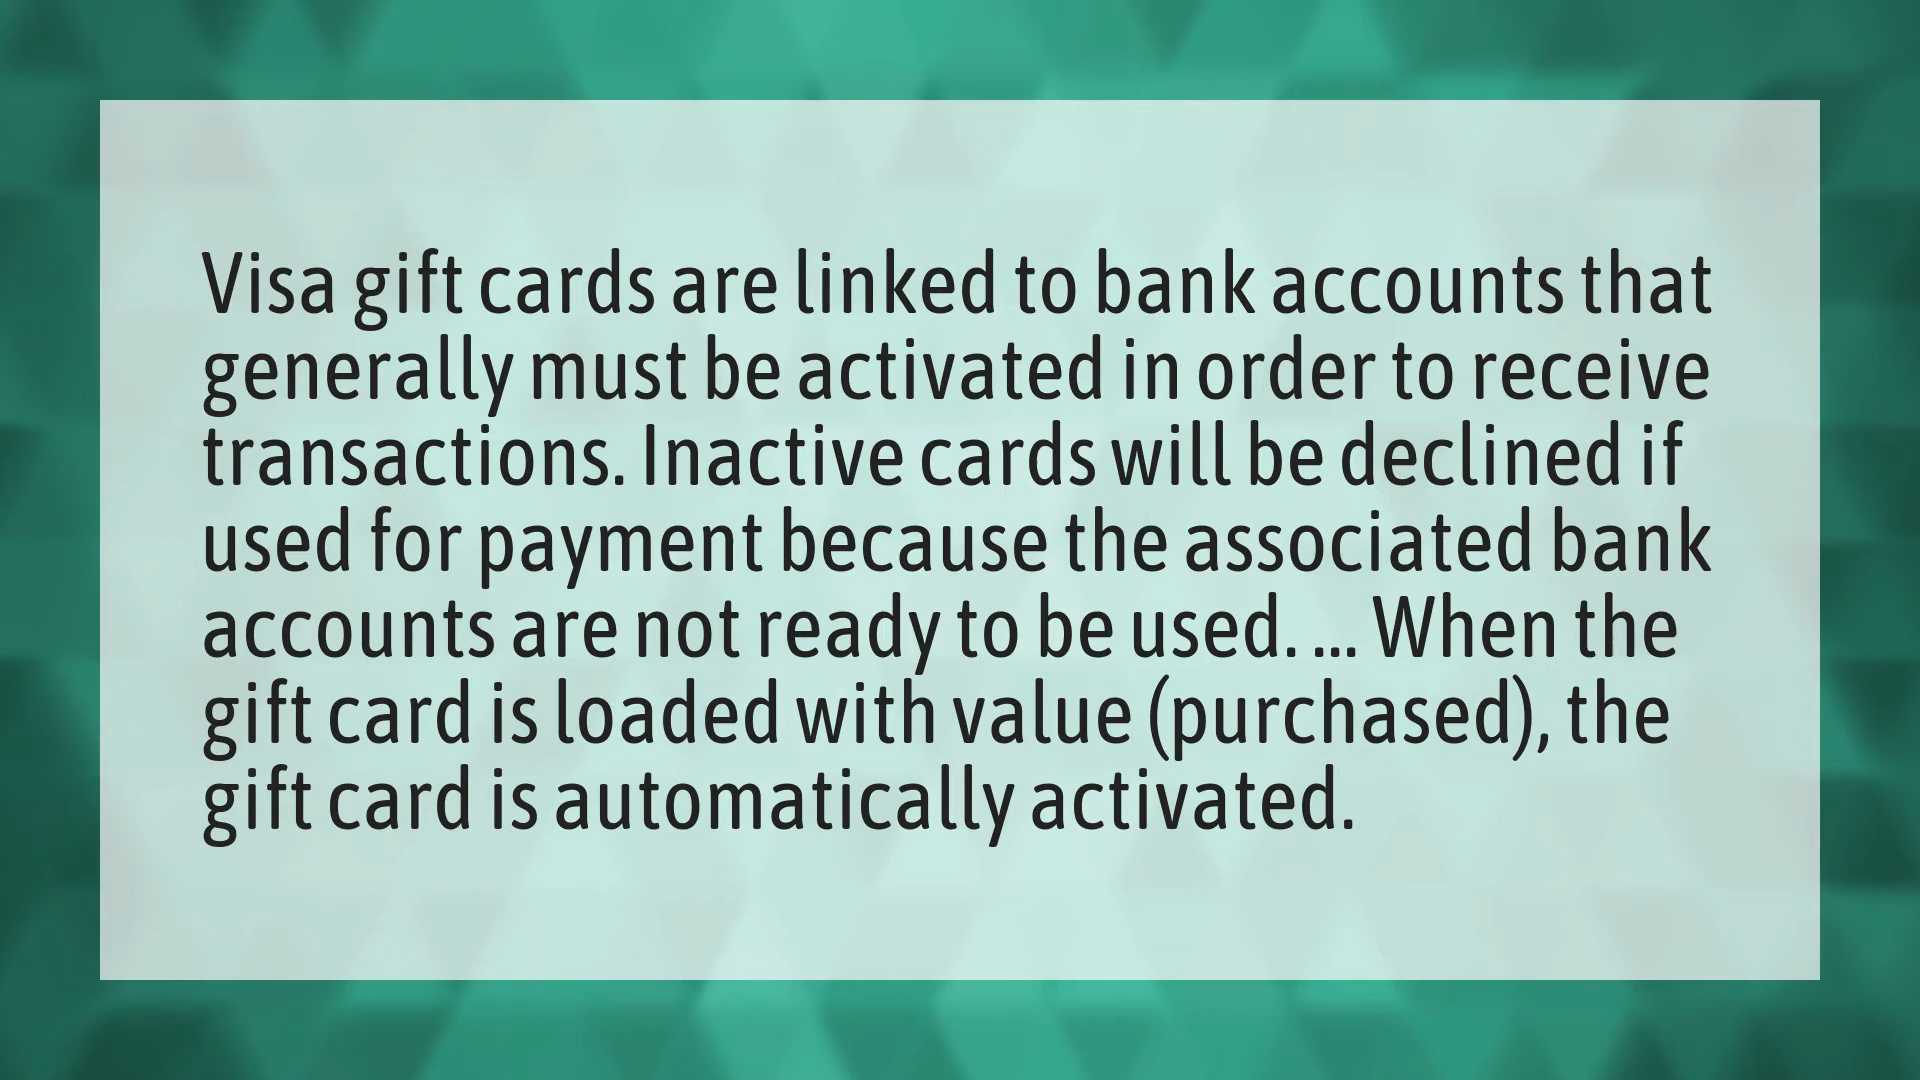 Visa gift cards are linked to bank accounts that
generally must be activated in order to receive
transactions. Inactive cards will be declined if
used for payment because the associated bank
accounts are not ready to be used. ... When the
gift card is loaded with value (purchased), the
gift card is automatically activated.